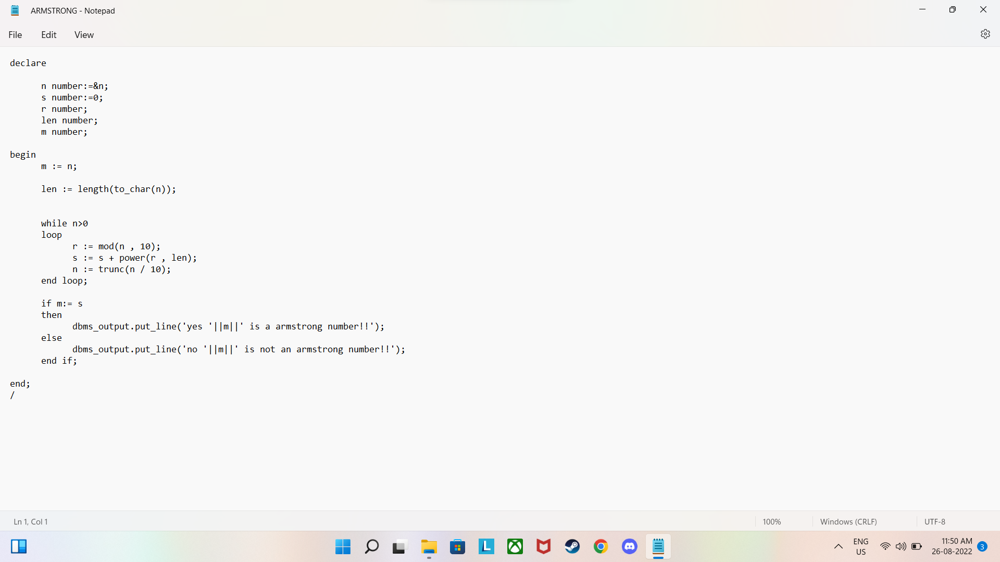 ARMSTRONG - Notepad
File Edit View
declare
n number:=&n;
s number:=0;
r number;
len number;
m number;
begin
m := n;
len := length(to_char(n));
while n>0
loop
r := mod(n , 10);
s := s + power(r , len);
n := trunc(n / 10);
end loop;
if m:= s
then
dbms_output.put_line('yes '||m||' is a armstrong number!!');
else
dbms_output.put_line('no '||m||' is not an armstrong number!!');
end if;
end;
/
Ln 1, Col 1 100% Windows (CRLF) UTF-8
L
ENG
US
11:50 AM
26-08-2022
3